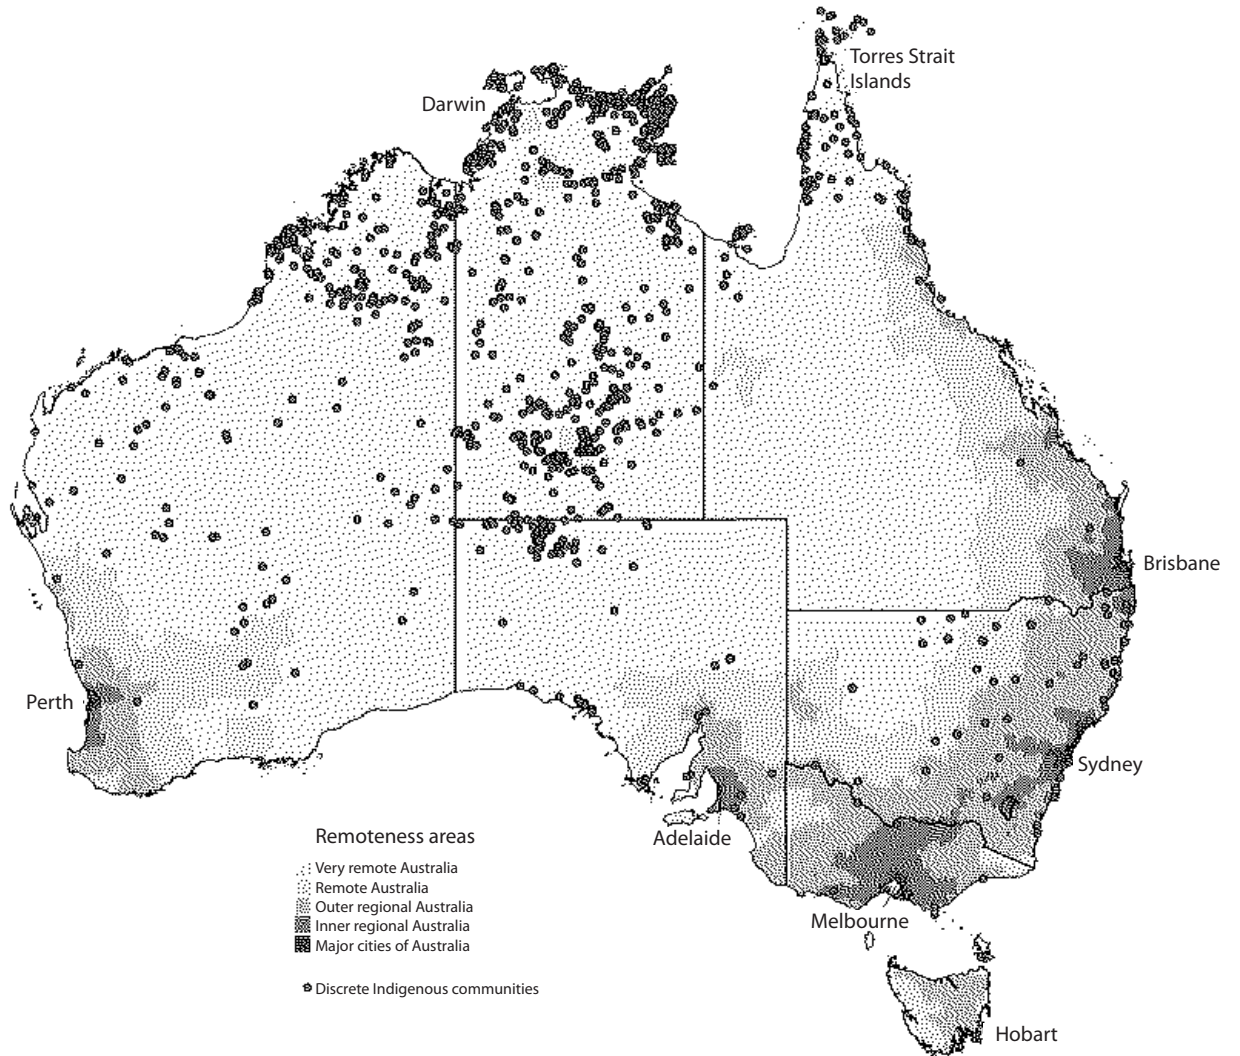 Torres Strait
Islands
Darwin
Brisbane
Perth
Sydney
Adelaide
Remoteness areas
Very remote Australia
Remote Australia
Outer regional Australia
Inner regional Australia
Major cities of Australia
Discrete Indigenous communities
Melbourne
Hobart